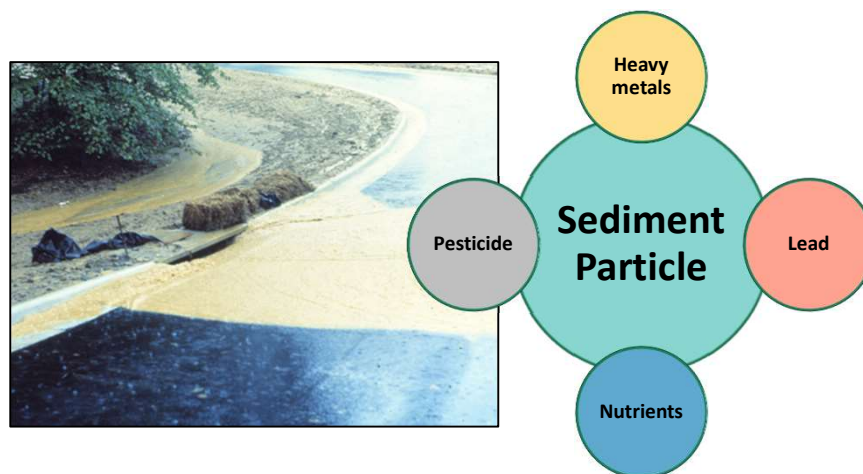 Heavy
metals
Pesticide
Sediment
Particle
Lead
Nutrients